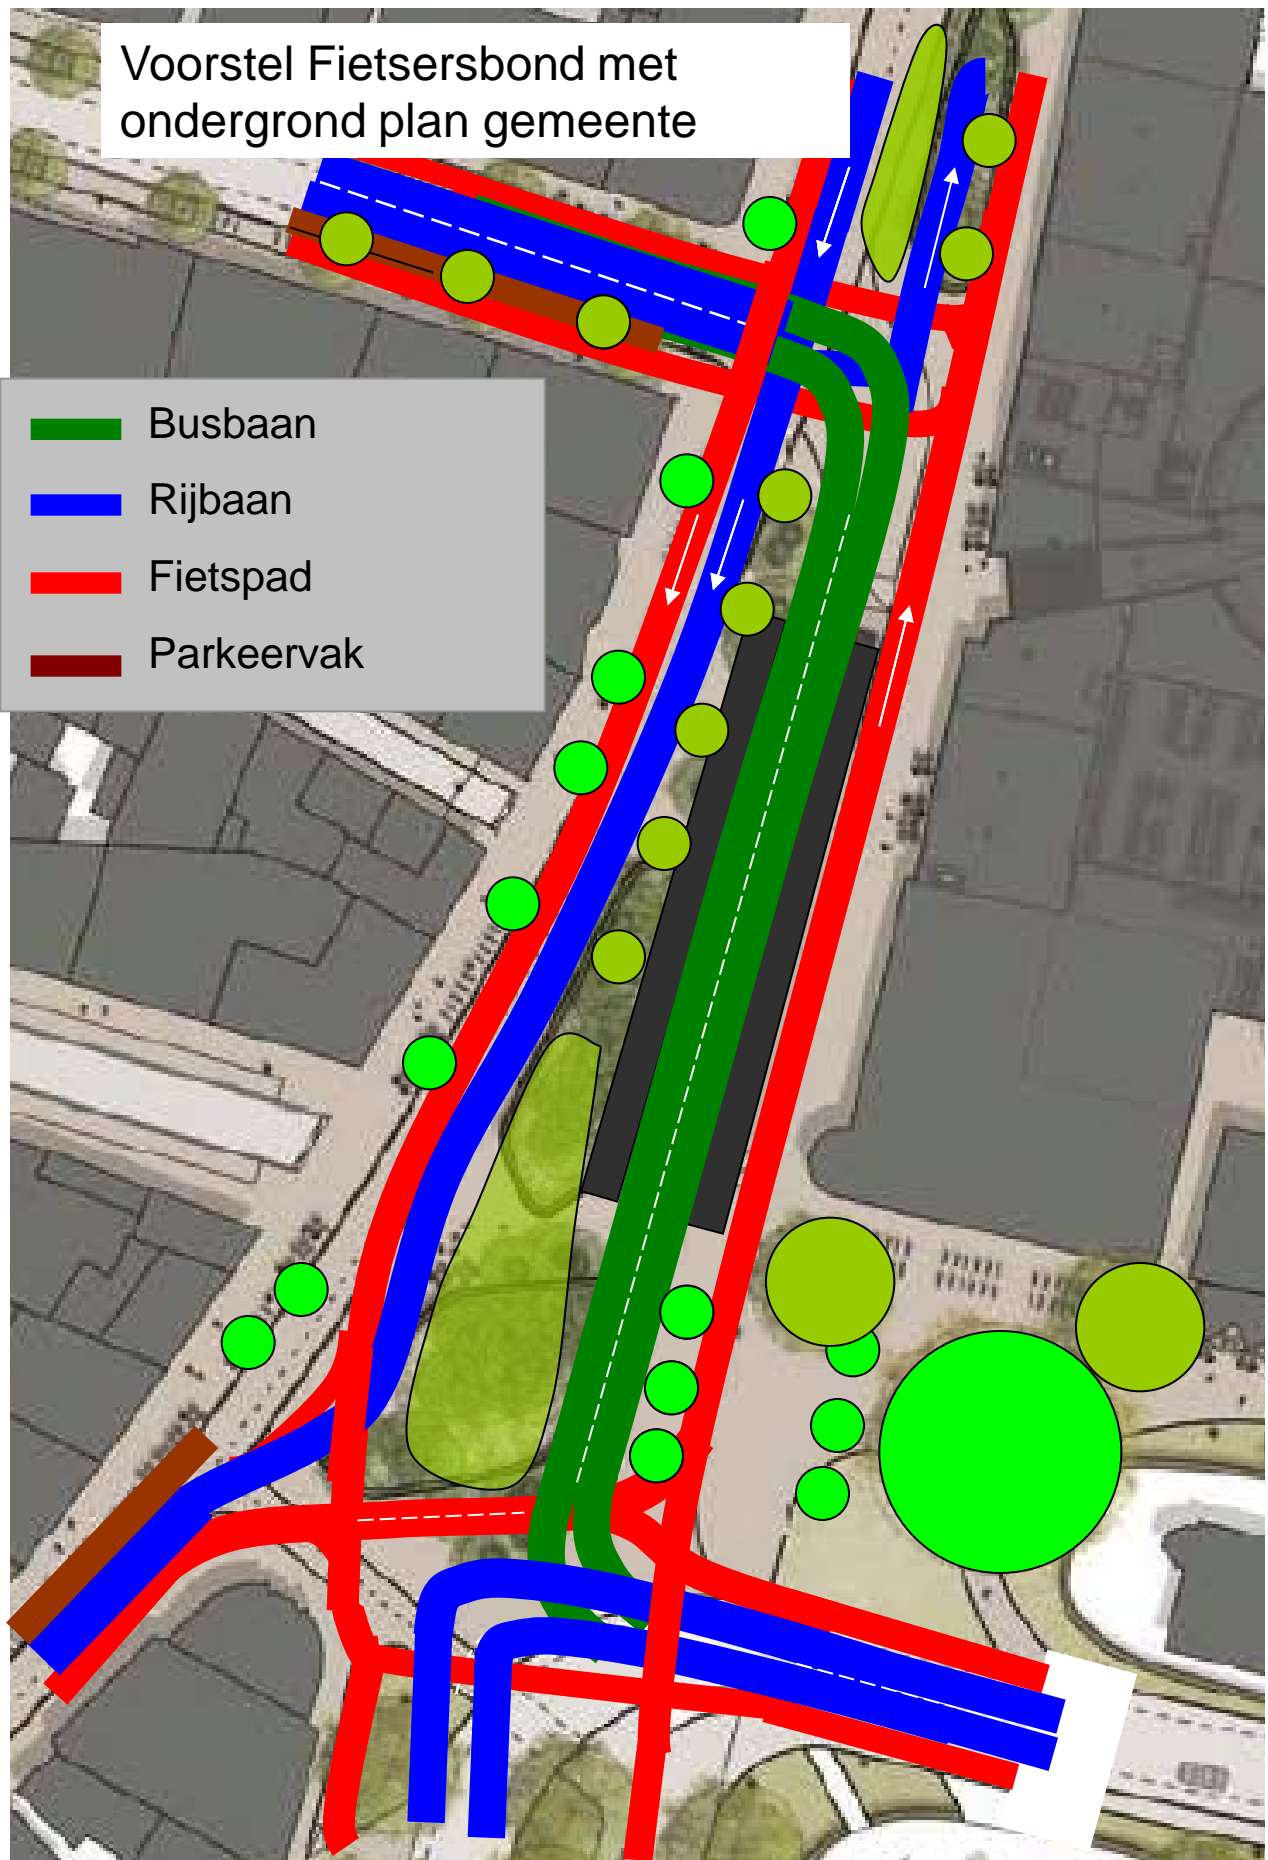 Voorstel Fietsersbond met
ondergrond plan gemeente
Busbaan
Rijbaan
Fietspad
Parkeervak